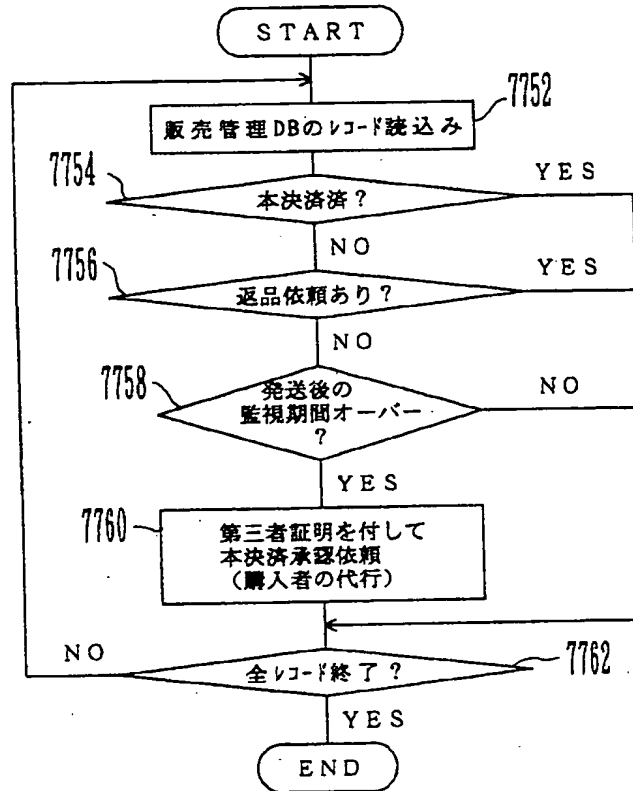 START
7752
販売管理DBのレコード読込み
7754
本決済済?
YES
NO
7756
返品依頼あり?
YES
NO
7758
発送後の
監視期間オーバー
?
NO
YES
7760
第三者証明を付して
本決済承認依頼
(購入者の代行)
NO
全レコード終了?
7762
YES
END